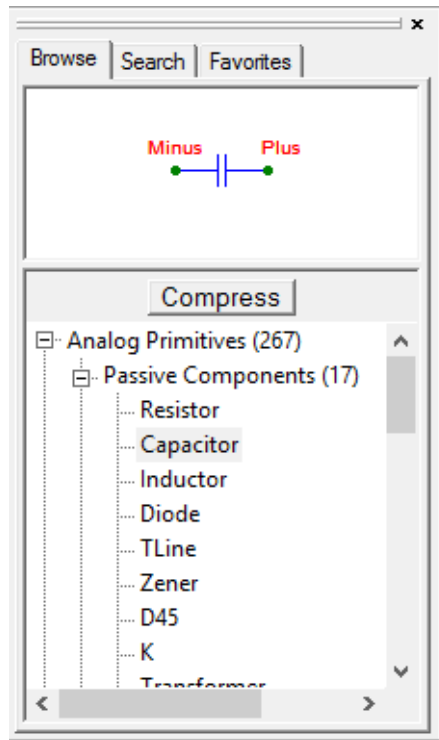 Browse Search Favorites
Minus Plus
Compress
Analog Primitives (267)
Passive Components (17)
Resistor
Capacitor
Inductor
Diode
TLine
Zener
D45
K
Transformer